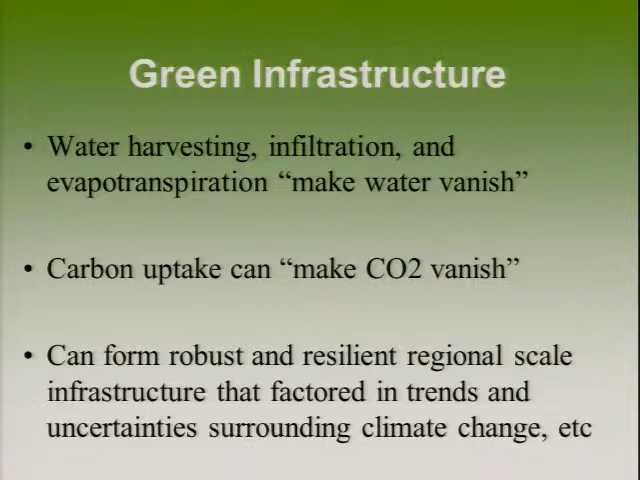 Green Infrastructure
• Water harvesting, infiltration, and
evapotranspiration “make water vanish”
• Carbon uptake can “make CO2 vanish”
• Can form robust and resilient regional scale
infrastructure that factored in trends and
uncertainties surrounding climate change, etc